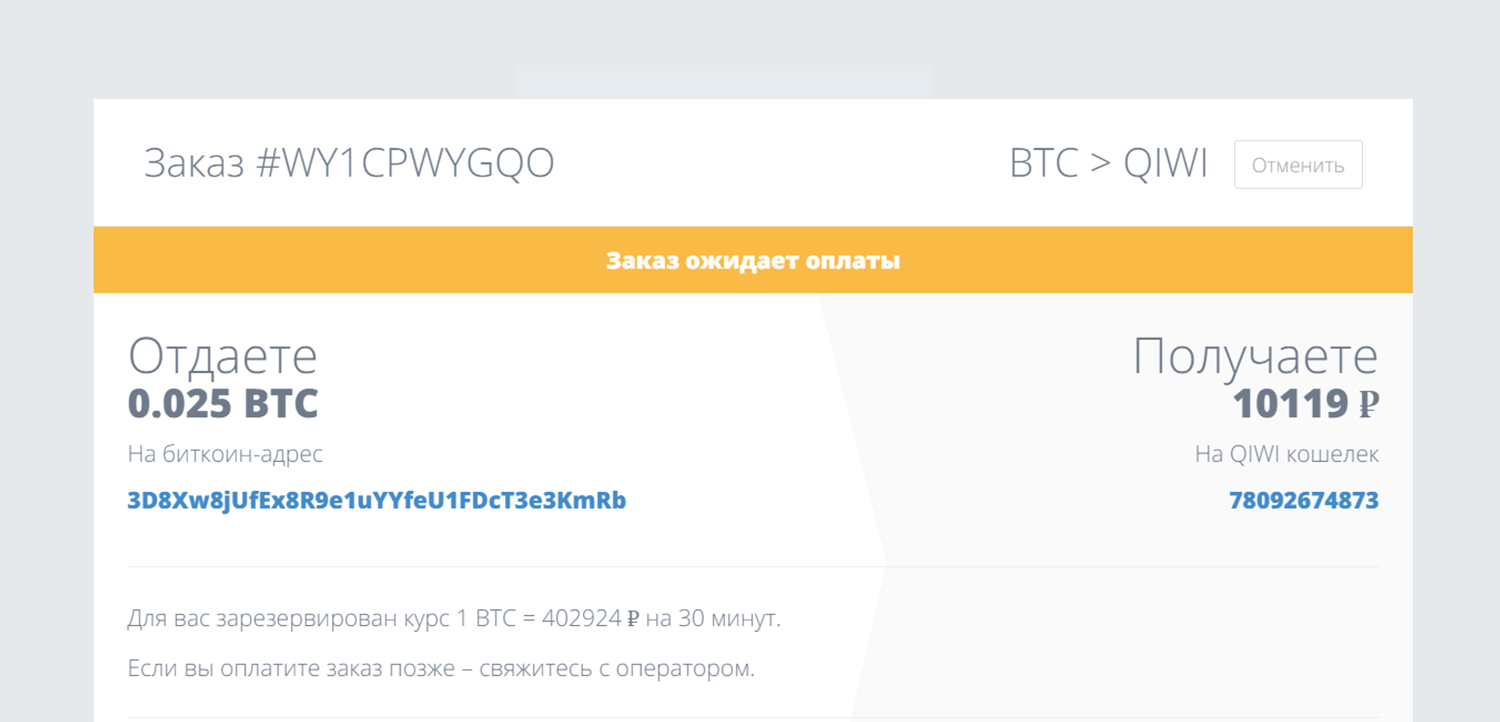 Заказ #WY1CPWYGQO
BTC > QIWI
Отменить
Заказ ожидает оплаты
Отдаете
0.025 BTC
На биткоин-адрес
3D8Xw8jUfEx8R9e1uYYfeU1FDcT3e3KmRb
Получаете
10119 ₽
На QIWI кошелек
78092674873
Для вас зарезервирован курс 1 BTC = 402924 ₽ на 30 минут.
Если вы оплатите заказ позже – свяжитесь с оператором.